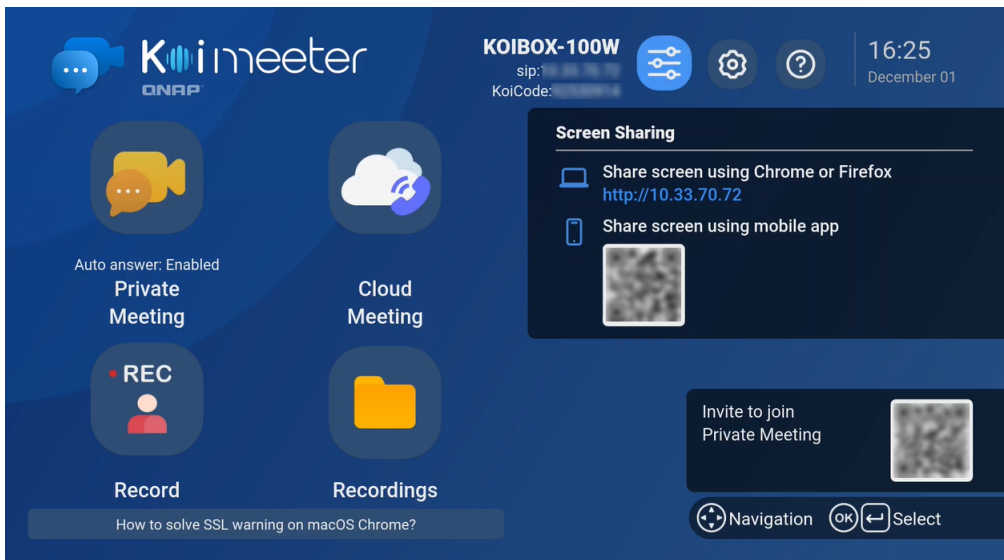 Koimeeter
QNAP
KOIBOX-100W
sip:
KoiCode:
16:25
December 01
Auto answer: Enabled
Private
Meeting
Cloud
Meeting
REC
Record
Recordings
How to solve SSL warning on macOS Chrome?
Screen Sharing
Share screen using Chrome or Firefox
http://10.33.70.72
Share screen using mobile app
Invite to join
Private Meeting
Navigation
OK
Select